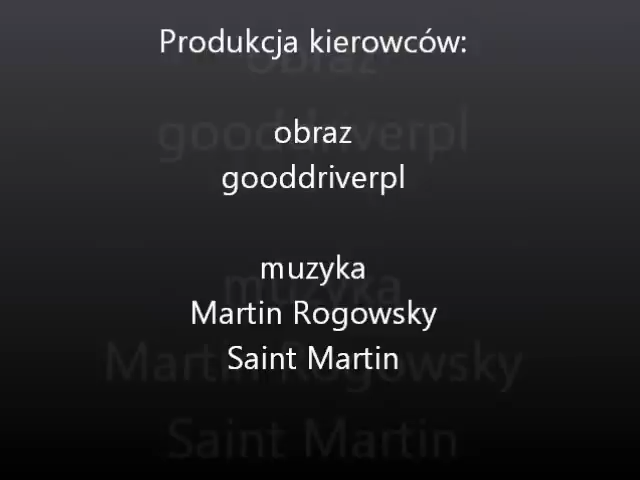 Produkcja kierowców:
obraz
gooddriverpl
muzyka
Martin Rogowsky
Saint Martin